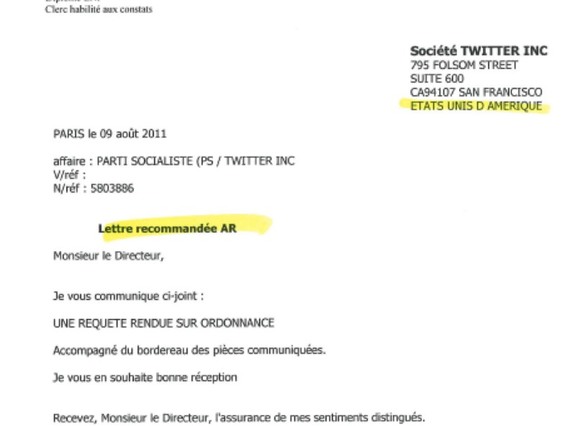 Clerc habilité aux constats
Société TWITTER INC
795 FOLSOM STREET
SUITE 600
CA94107 SAN FRANCISCO
ETATS UNIS D AMERIQUE
PARIS le 09 août 2011
affaire : PARTI SOCIALISTE (PS / TWITTER INC
V/réf :
N/réf : 5803886
Lettre recommandée AR
Monsieur le Directeur,
Je vous communique ci-joint :
UNE REQUETE RENDUE SUR ORDONNANCE
Accompagné du bordereau des pièces communiquées.
Je vous en souhaite bonne réception
Recevez, Monsieur le Directeur, l'assurance de mes sentiments distingués.